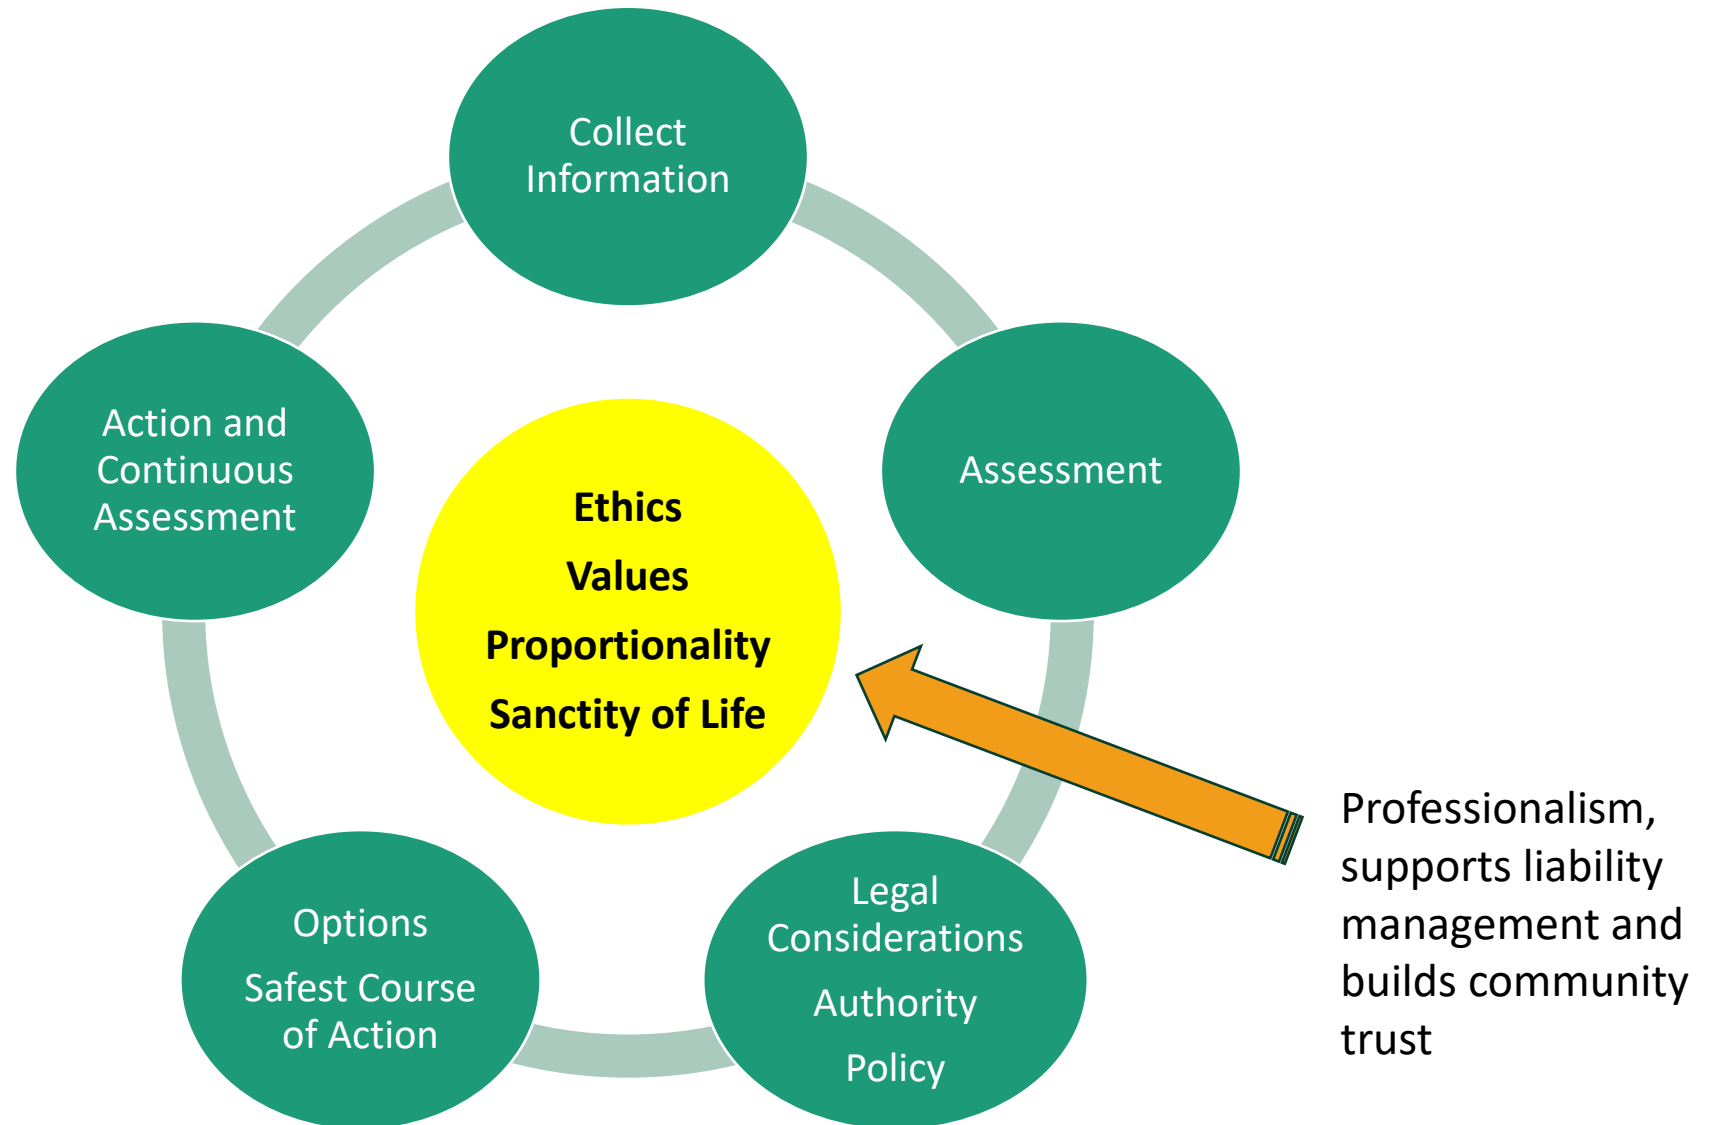 Collect
Information
Assessment
Legal
Considerations
Authority
Policy
Options
Safest Course
of Action
Action and
Continuous
Assessment
Ethics
Values
Proportionality
Sanctity of Life
Professionalism,
supports liability
management and
builds community
trust